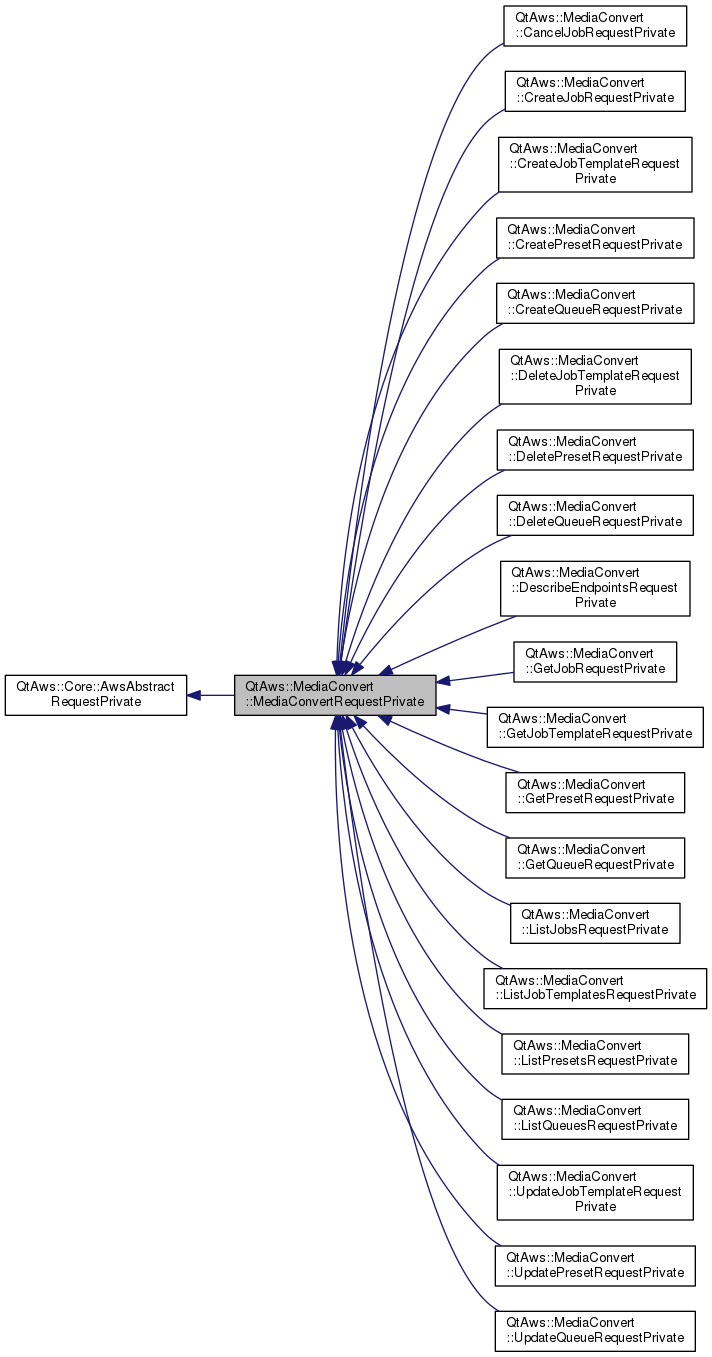 QtAws::MediaConvert
::CancelJobRequestPrivate
QtAws::MediaConvert
::CreateJobRequestPrivate
QtAws::MediaConvert
::CreateJobTemplateRequest
Private
QtAws::MediaConvert
::CreatePresetRequestPrivate
QtAws::MediaConvert
::CreateQueueRequestPrivate
QtAws::MediaConvert
::DeleteJobTemplateRequest
Private
QtAws::MediaConvert
::DeletePresetRequestPrivate
QtAws::MediaConvert
::DeleteQueueRequestPrivate
QtAws::MediaConvert
::DescribeEndpointsRequest
Private
QtAws::MediaConvert
::GetJobRequestPrivate
QtAws::Core::AwsAbstract
RequestPrivate
QtAws::MediaConvert
::MediaConvertRequestPrivate
QtAws::MediaConvert
::GetJobTemplateRequestPrivate
QtAws::MediaConvert
::GetPresetRequestPrivate
QtAws::MediaConvert
::GetQueueRequestPrivate
QtAws::MediaConvert
::ListJobsRequestPrivate
QtAws::MediaConvert
::ListJobTemplatesRequestPrivate
QtAws::MediaConvert
::ListPresetsRequestPrivate
QtAws::MediaConvert
::ListQueuesRequestPrivate
QtAws::MediaConvert
::UpdateJobTemplateRequest
Private
QtAws::MediaConvert
::UpdatePresetRequestPrivate
QtAws::MediaConvert
::UpdateQueueRequestPrivate